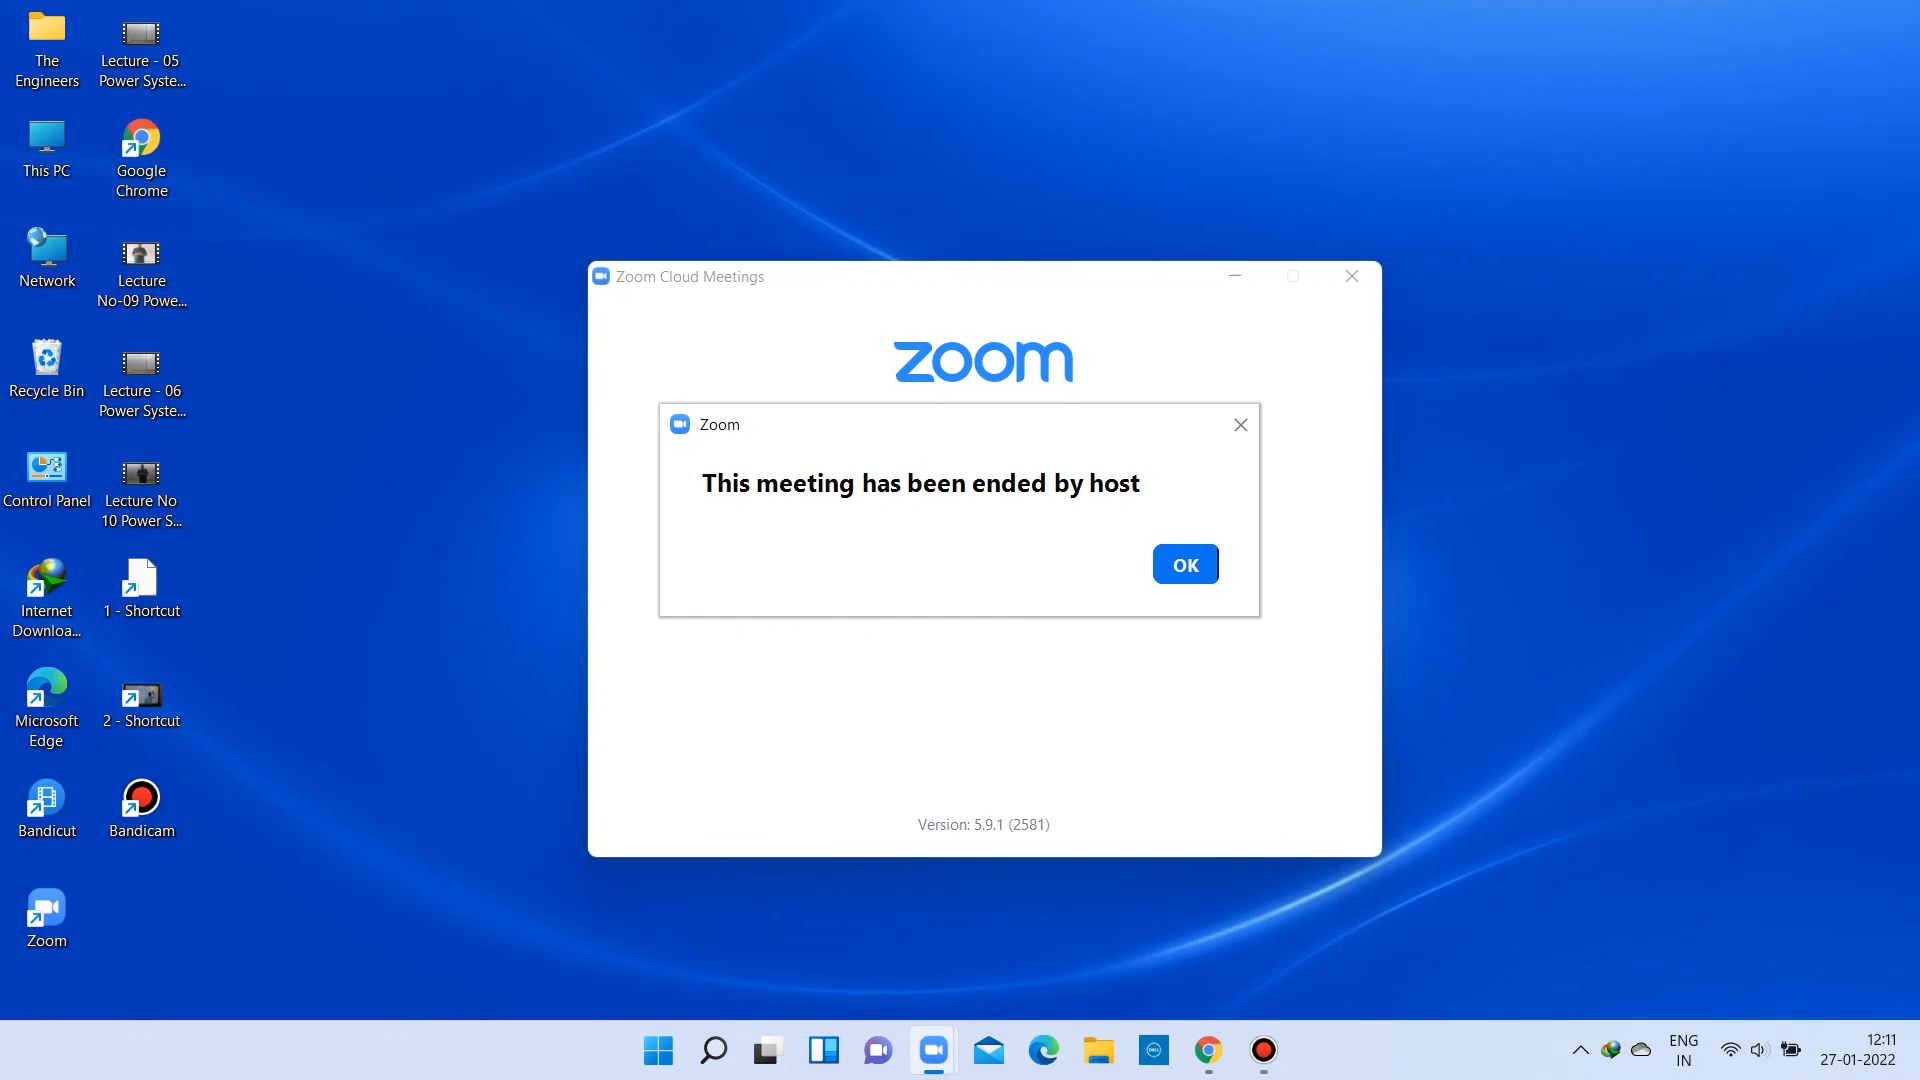 The
Engineers
Lecture - 05
Power Syste...
This PC
Google
Chrome
Network
Lecture
No-09 Powe...
Recycle Bin
Lecture - 06
Power Syste...
Control Panel
Lecture No
10 Power S...
Internet
Downloa...
1 - Shortcut
Microsoft
Edge
2 - Shortcut
Bandicut
Bandicam
Zoom
Zoom Cloud Meetings
zoom
Zoom
This meeting has been ended by host
OK
Version: 5.9.1 (2581)
DELL
ENG
IN
12:11
27-01-2022